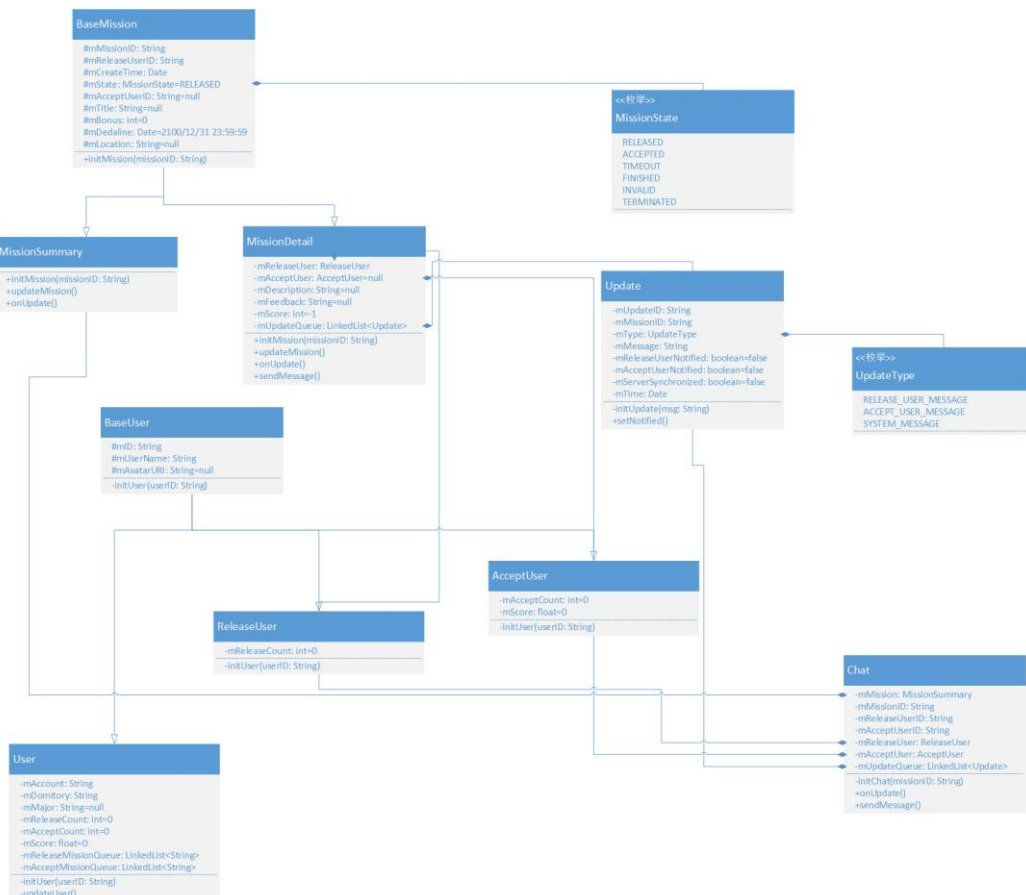 BaseMission
#mMissionID: String
#mReleaseUserID: String
#mCreateTime: Date
#mState: MissionState=RELEASED
#mAcceptUserID: String=null
#mTitle: String=null
#mBonus: int=0
#mDedaline: Date=2100/12/31 23:59:59
#mLocation: String=null
+initMission(missionID: String)
<<枚举>>
MissionState
RELEASED
ACCEPTED
TIMEOUT
FINISHED
INVALID
TERMINATED
MissionSummary
+initMission(missionID: String)
+updateMission()
+onUpdate()
MissionDetail
-mReleaseUser: ReleaseUser
-mAcceptUser: AcceptUser=null
-mDescription: String=null
-mFeedback: String=null
-mScore: int=-1
-mUpdateQueue: LinkedList<Update>
+initMission(missionID: String)
+updateMission()
+onUpdate()
+sendMessage()
Update
-mUpdateID: String
-mMissionID: String
-mType: UpdateType
-mMessage: String
-mReleaseUserNotified: boolean=false
-mAcceptUserNotified: boolean=false
-mServerSynchronized: boolean=false
-mTime: Date
-initUpdate(msg: String)
+setNotified()
<<枚举>>
UpdateType
RELEASE_USER_MESSAGE
ACCEPT_USER_MESSAGE
SYSTEM_MESSAGE
BaseUser
#mID: String
#mUserName: String
#mAvatarURI: String=null
-initUser(userID: String)
AcceptUser
-mAcceptCount: int=0
-mScore: float=0
-initUser(userID: String)
ReleaseUser
-mReleaseCount: int=0
-initUser(userID: String)
Chat
-mMission: MissionSummary
-mMissionID: String
-mReleaseUserID: String
-mAcceptUserID: String
-mReleaseUser: ReleaseUser
-mAcceptUser: AcceptUser
-mUpdateQueue: LinkedList<Update>
-initChat(missionID: String)
+onUpdate()
+sendMessage()
User
-mAccount: String
-mDomitory: String
-mMajor: String=null
-mReleaseCount: int=0
-mAcceptCount: int=0
-mScore: float=0
-mReleaseMissionQueue: LinkedList<String>
-mAcceptMissionQueue: LinkedList<String>
-initUser(userID: String)
-updateUser()